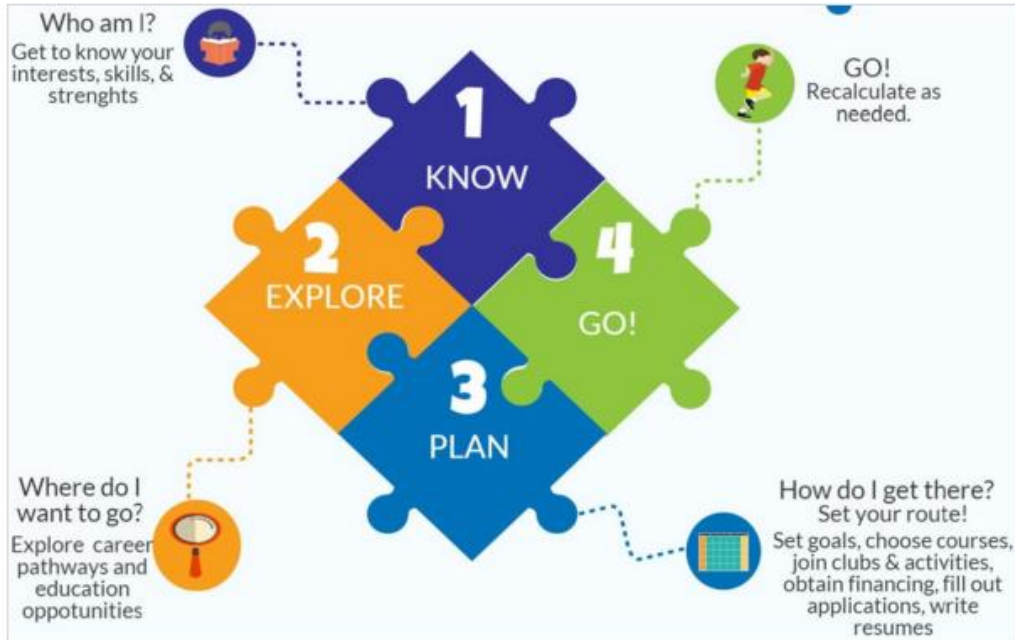 Who am I?
Get to know your
interests, skills, &
strenghts
1
KNOW
2
EXPLORE
Where do I
want to go?
Explore career
pathways and
education
oppotunities
3
PLAN
How do I get there?
Set your route!
Set goals, choose courses,
join clubs & activities,
obtain financing, fill out
applications, write
resumes
4
GO!
GO!
Recalculate as
needed.